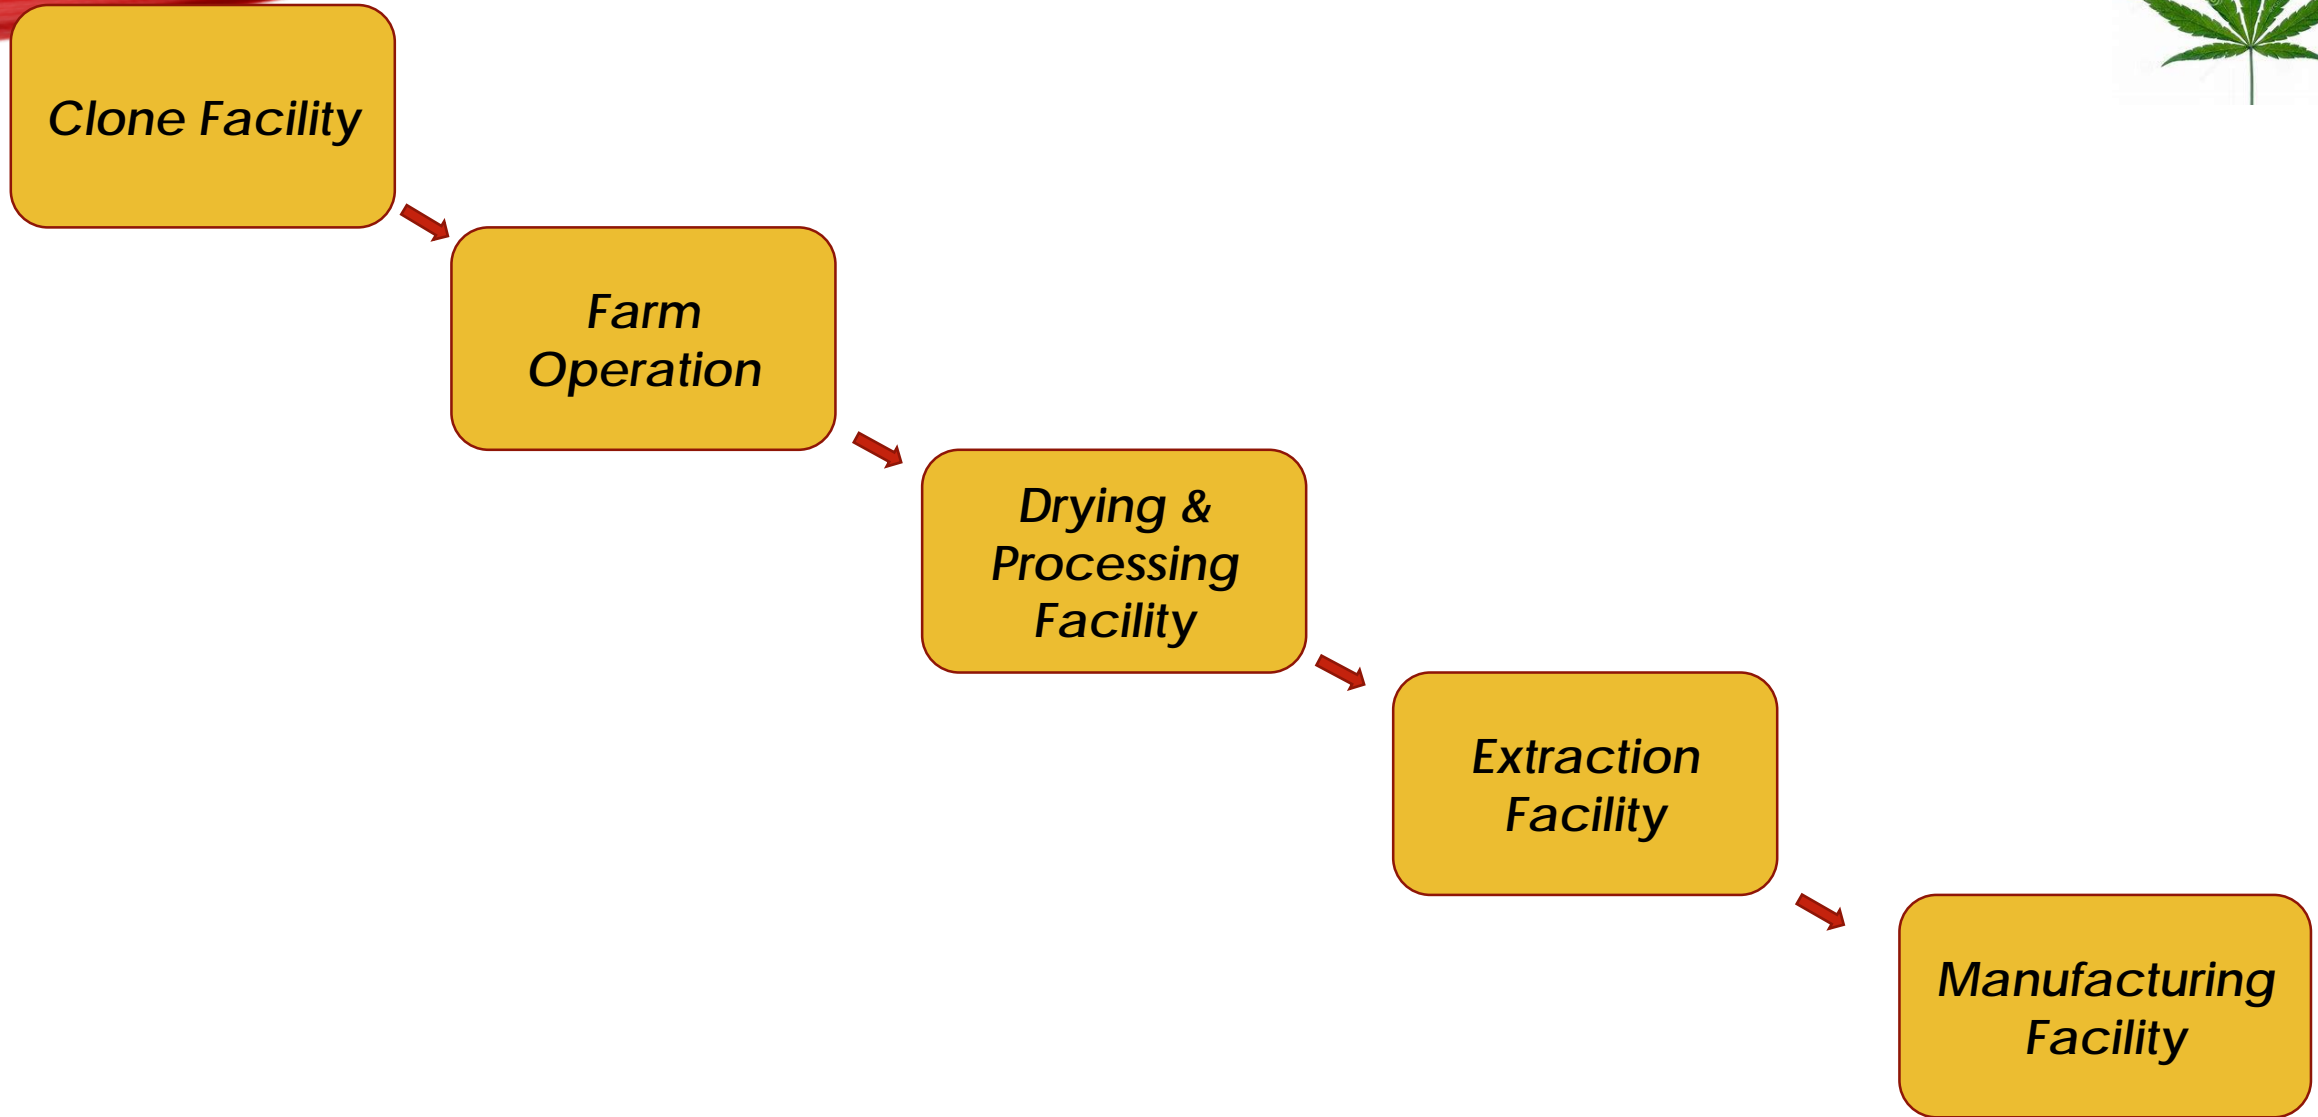 Clone Facility
Farm
Operation
Drying &
Processing
Facility
Extraction
Facility
Manufacturing
Facility